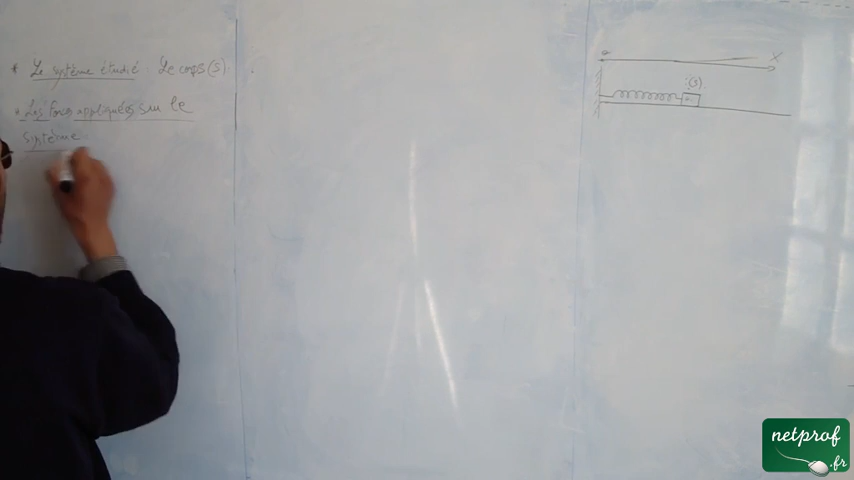 * Le système étudié : Le corps (S)
* Les forces appliquées sur le
système
(S)
x
netprof
.fr